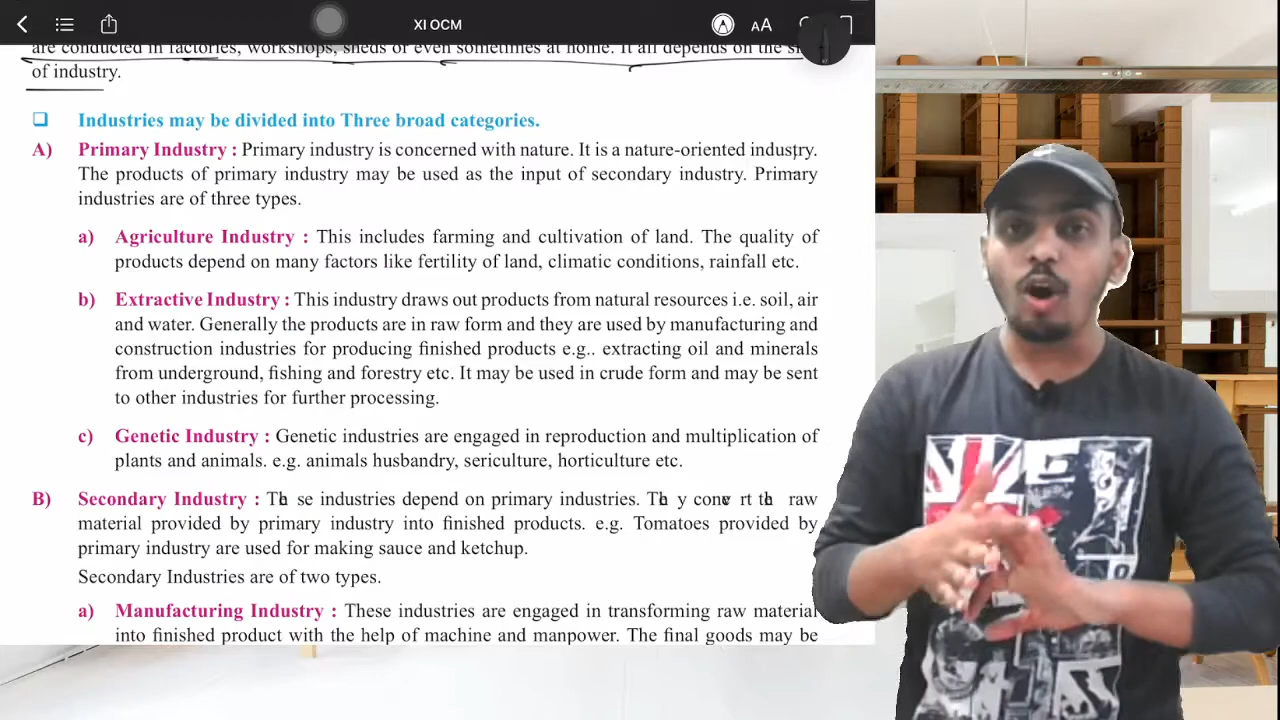 XI OCM
AA
are conducted in factories, workshops, sheds or even sometimes at home. It all depends on the
of industry.
❑ Industries may be divided into Three broad categories.
A) Primary Industry : Primary industry is concerned with nature. It is a nature-oriented industry.
The products of primary industry may be used as the input of secondary industry. Primary
industries are of three types.
a) Agriculture Industry : This includes farming and cultivation of land. The quality of
products depend on many factors like fertility of land, climatic conditions, rainfall etc.
b) Extractive Industry : This industry draws out products from natural resources i.e. soil, air
and water. Generally the products are in raw form and they are used by manufacturing and
construction industries for producing finished products e.g.. extracting oil and minerals
from underground, fishing and forestry etc. It may be used in crude form and may be sent
to other industries for further processing.
c) Genetic Industry : Genetic industries are engaged in reproduction and multiplication of
plants and animals. e.g. animals husbandry, sericulture, horticulture etc.
B) Secondary Industry : These industries depend on primary industries. They convert the raw
material provided by primary industry into finished products. e.g. Tomatoes provided by
primary industry are used for making sauce and ketchup.
Secondary Industries are of two types.
a) Manufacturing Industry : These industries are engaged in transforming raw material
into finished product with the help of machine and manpower. The final goods may be